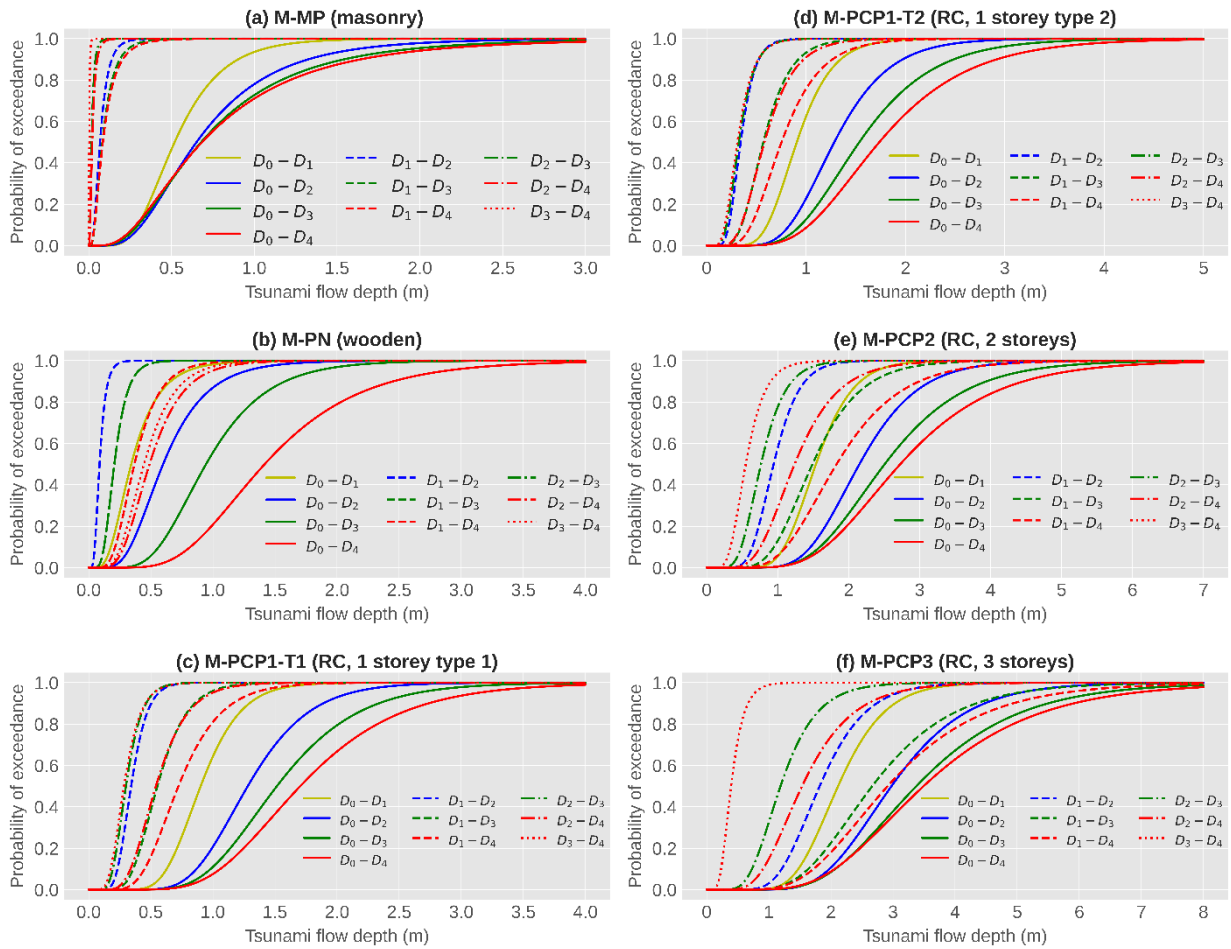 (a) M-MP (masonry)
Probability of exceedance
1.0
0.8
0.6
0.4
0.2
0.0
D₀ − D₁
D₀ − D₂
D₀ − D₃
D₀ − D₄
D₁ − D₂
D₁ − D₃
D₁ − D₄
D₂ − D₃
D₂ − D₄
D₃ − D₄
0.0 0.5 1.0 1.5 2.0 2.5 3.0
Tsunami flow depth (m)
(b) M-PN (wooden)
Probability of exceedance
1.0
0.8
0.6
0.4
0.2
0.0
D₀ − D₁
D₀ − D₂
D₀ − D₃
D₀ − D₄
D₁ − D₂
D₁ − D₃
D₁ − D₄
D₂ − D₃
D₂ − D₄
D₃ − D₄
0.0 0.5 1.0 1.5 2.0 2.5 3.0 3.5 4.0
Tsunami flow depth (m)
(c) M-PCP1-T1 (RC, 1 storey type 1)
Probability of exceedance
1.0
0.8
0.6
0.4
0.2
0.0
D₀ − D₁
D₀ − D₂
D₀ − D₃
D₀ − D₄
D₁ − D₂
D₁ − D₃
D₁ − D₄
D₂ − D₃
D₂ − D₄
D₃ − D₄
0.0 0.5 1.0 1.5 2.0 2.5 3.0 3.5 4.0
Tsunami flow depth (m)
(d) M-PCP1-T2 (RC, 1 storey type 2)
Probability of exceedance
1.0
0.8
0.6
0.4
0.2
0.0
D₀ − D₁
D₀ − D₂
D₀ − D₃
D₀ − D₄
D₁ − D₂
D₁ − D₃
D₁ − D₄
D₂ − D₃
D₂ − D₄
D₃ − D₄
0 1 2 3 4 5
Tsunami flow depth (m)
(e) M-PCP2 (RC, 2 storeys)
Probability of exceedance
1.0
0.8
0.6
0.4
0.2
0.0
D₀ − D₁
D₀ − D₂
D₀ − D₃
D₀ − D₄
D₁ − D₂
D₁ − D₃
D₁ − D₄
D₂ − D₃
D₂ − D₄
D₃ − D₄
0 1 2 3 4 5 6 7
Tsunami flow depth (m)
(f) M-PCP3 (RC, 3 storeys)
Probability of exceedance
1.0
0.8
0.6
0.4
0.2
0.0
D₀ − D₁
D₀ − D₂
D₀ − D₃
D₀ − D₄
D₁ − D₂
D₁ − D₃
D₁ − D₄
D₂ − D₃
D₂ − D₄
D₃ − D₄
0 1 2 3 4 5 6 7 8
Tsunami flow depth (m)